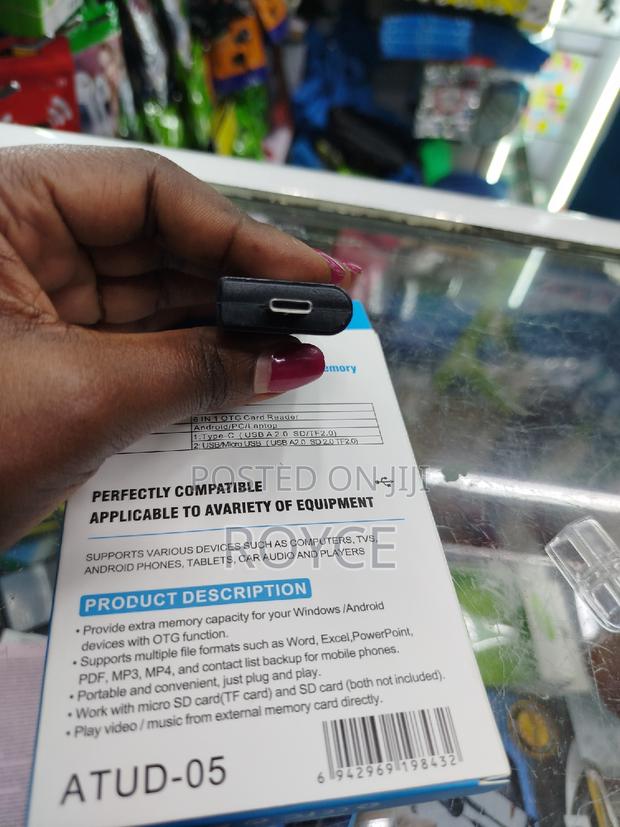 emory
6 IN 1 OTG Card Reader
Android/PC/Laptop
1: Type-C ( USB A 2.0 SD/TF2.0)
2: USB/Micro USB ( USB A2.0 SD 2.0 TF2.0)
POSTED ON JIJI
PERFECTLY COMPATIBLE
APPLICABLE TO AVARIETY OF EQUIPMENT
ROYCE
SUPPORTS VARIOUS DEVICES SUCH AS COMPUTERS, TVS,
ANDROID PHONES, TABLETS, CAR AUDIO AND PLAYERS
PRODUCT DESCRIPTION
• Provide extra memory capacity for your Windows /Android
devices with OTG function.
• Supports multiple file formats such as Word, Excel,PowerPoint,
PDF, MP3, MP4, and contact list backup for mobile phones.
• Portable and convenient, just plug and play.
• Work with micro SD card(TF card) and SD card (both not included).
• Play video / music from external memory card directly.
ATUD-05
6 942969 198432